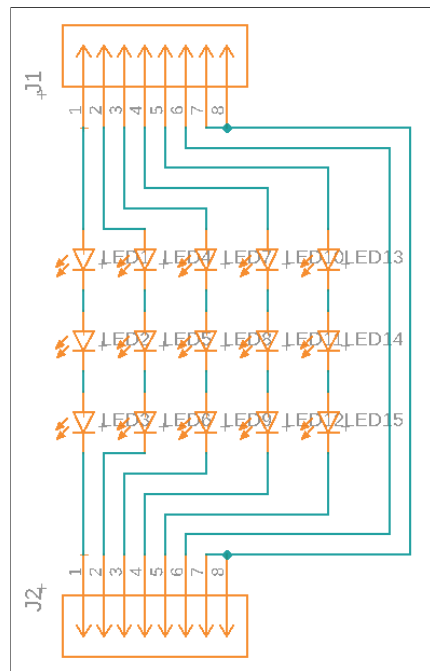 J1
1 2 3 4 5 6 7 8
LED1 LED4 LED7 LED10 LED13
LED2 LED5 LED8 LED11 LED14
LED3 LED6 LED9 LED12 LED15
1 2 3 4 5 6 7 8
J2